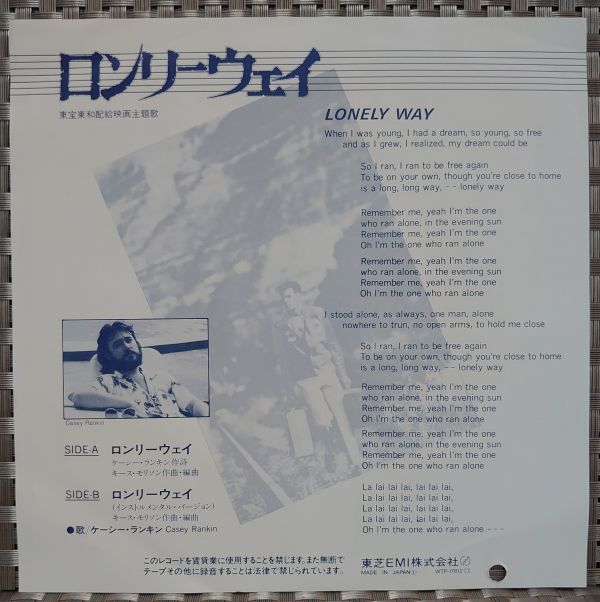 ロンリーウェイ
東宝東和配給映画主題歌
LONELY WAY
When I was young, I had a dream, so young, so free
and as I grew, I realized, my dream could be
So I ran, I ran to be free again
To be on your own, though you're close to home
is a long, long way, - - lonely way
Remember me, yeah I'm the one
who ran alone, in the evening sun
Remember me, yeah I'm the one
Oh I'm the one who ran alone
Remember me, yeah I'm the one
who ran alone, in the evening sun
Remember me, yeah I'm the one
Oh I'm the one who ran alone
I stood alone, as always, one man, alone
nowhere to trun, no open arms, to hold me close
So I ran, I ran to be free again
To be on your own, though you're close to home
is a long, long way, - - lonely way
Remember me, yeah I'm the one
who ran alone, in the evening sun
Remember me, yeah I'm the one
Oh I'm the one who ran alone
Remember me, yeah I'm the one
who ran alone, in the evening sun
Remember me, yeah I'm the one
Oh I'm the one who ran alone
La lai lai lai, lai lai lai,
La lai lai lai, lai lai lai,
La lai lai lai, lai lai lai,
La lai lai lai, lai lai lai,
Oh I'm the one who ran alone - - -
Casey Rankin
SIDE-A ロンリーウェイ
ケーシー・ランキン作詩
キース・モリソン作曲・編曲
SIDE-B ロンリーウェイ
(インストルメンタル・バージョン)
キース・モリソン作曲・編曲
●歌/ケーシー・ランキン Casey Rankin
このレコードを賃貸業に使用することを禁じます。また無断で
テープその他に録音することは法律で禁じられています。
東芝EMI株式会社
MADE IN JAPAN WTP-17612